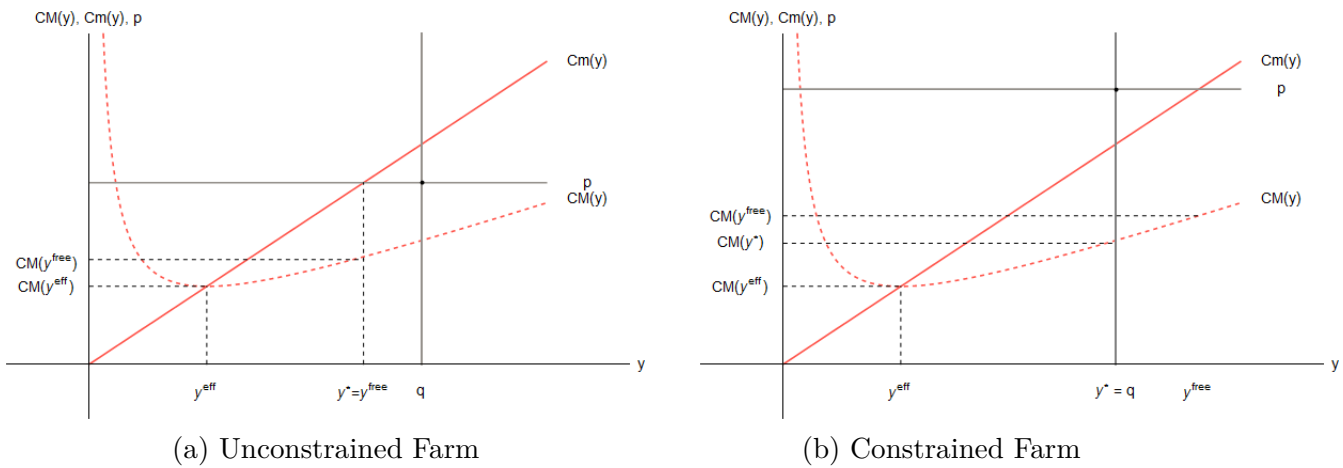 CM(y), Cm(y), p
Cm(y)
p
CM(y)
CM(y^free)
CM(y^eff)
y
y^eff
y*=y^free
q
(a) Unconstrained Farm
CM(y), Cm(y), p
Cm(y)
p
CM(y^free)
CM(y)
CM(y*)
CM(y^eff)
y
y^eff
y* = q
y^free
(b) Constrained Farm